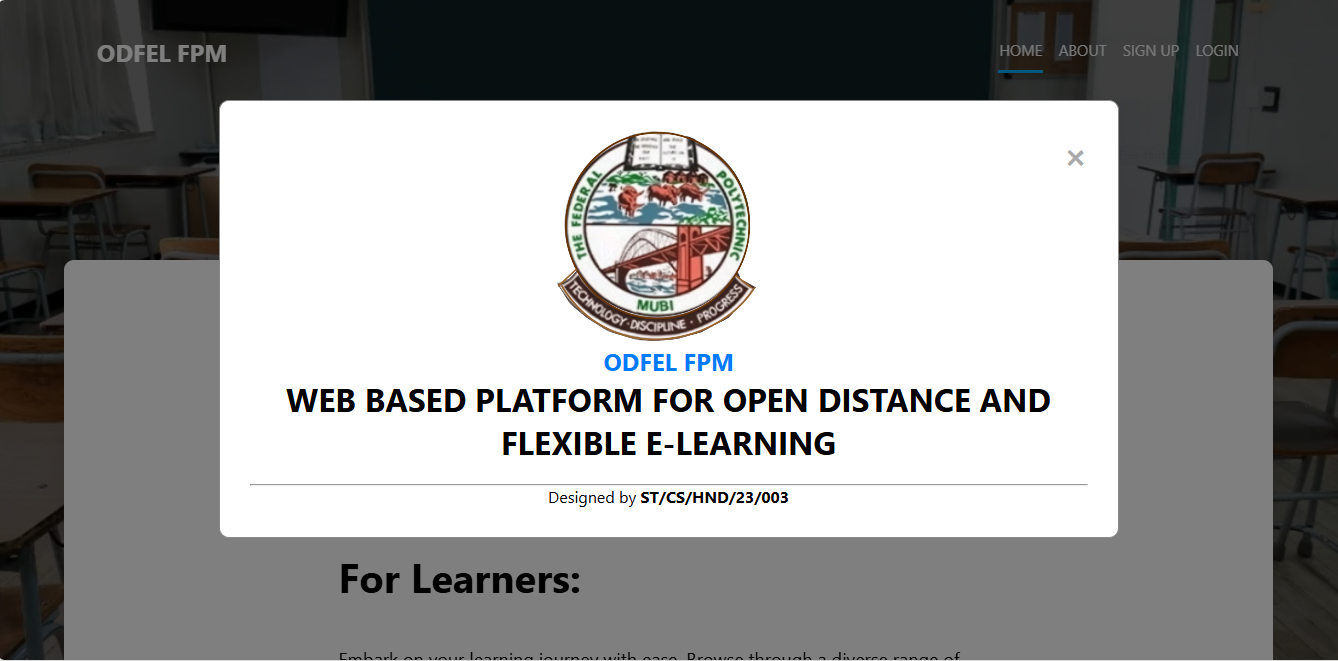 ODFEL FPM
HOME ABOUT SIGN UP LOGIN
×
THE FEDERAL POLYTECHNIC
MUBI
TECHNOLOGY · DISCIPLINE · PROGRESS
ODFEL FPM
WEB BASED PLATFORM FOR OPEN DISTANCE AND
FLEXIBLE E-LEARNING
Designed by ST/CS/HND/23/003
For Learners:
Embark on your learning journey with ease. Browse through a diverse range of